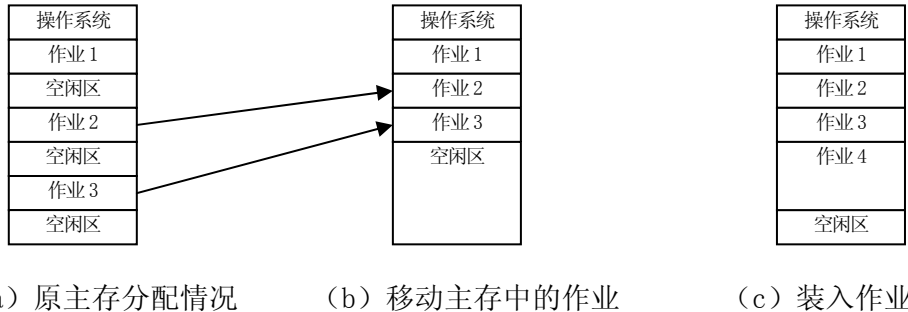 操作系统
作业1
空闲区
作业2
空闲区
作业3
空闲区
操作系统
作业1
作业2
作业3
空闲区
操作系统
作业1
作业2
作业3
作业4
空闲区
）原主存分配情况
（b）移动主存中的作业
（c）装入作业